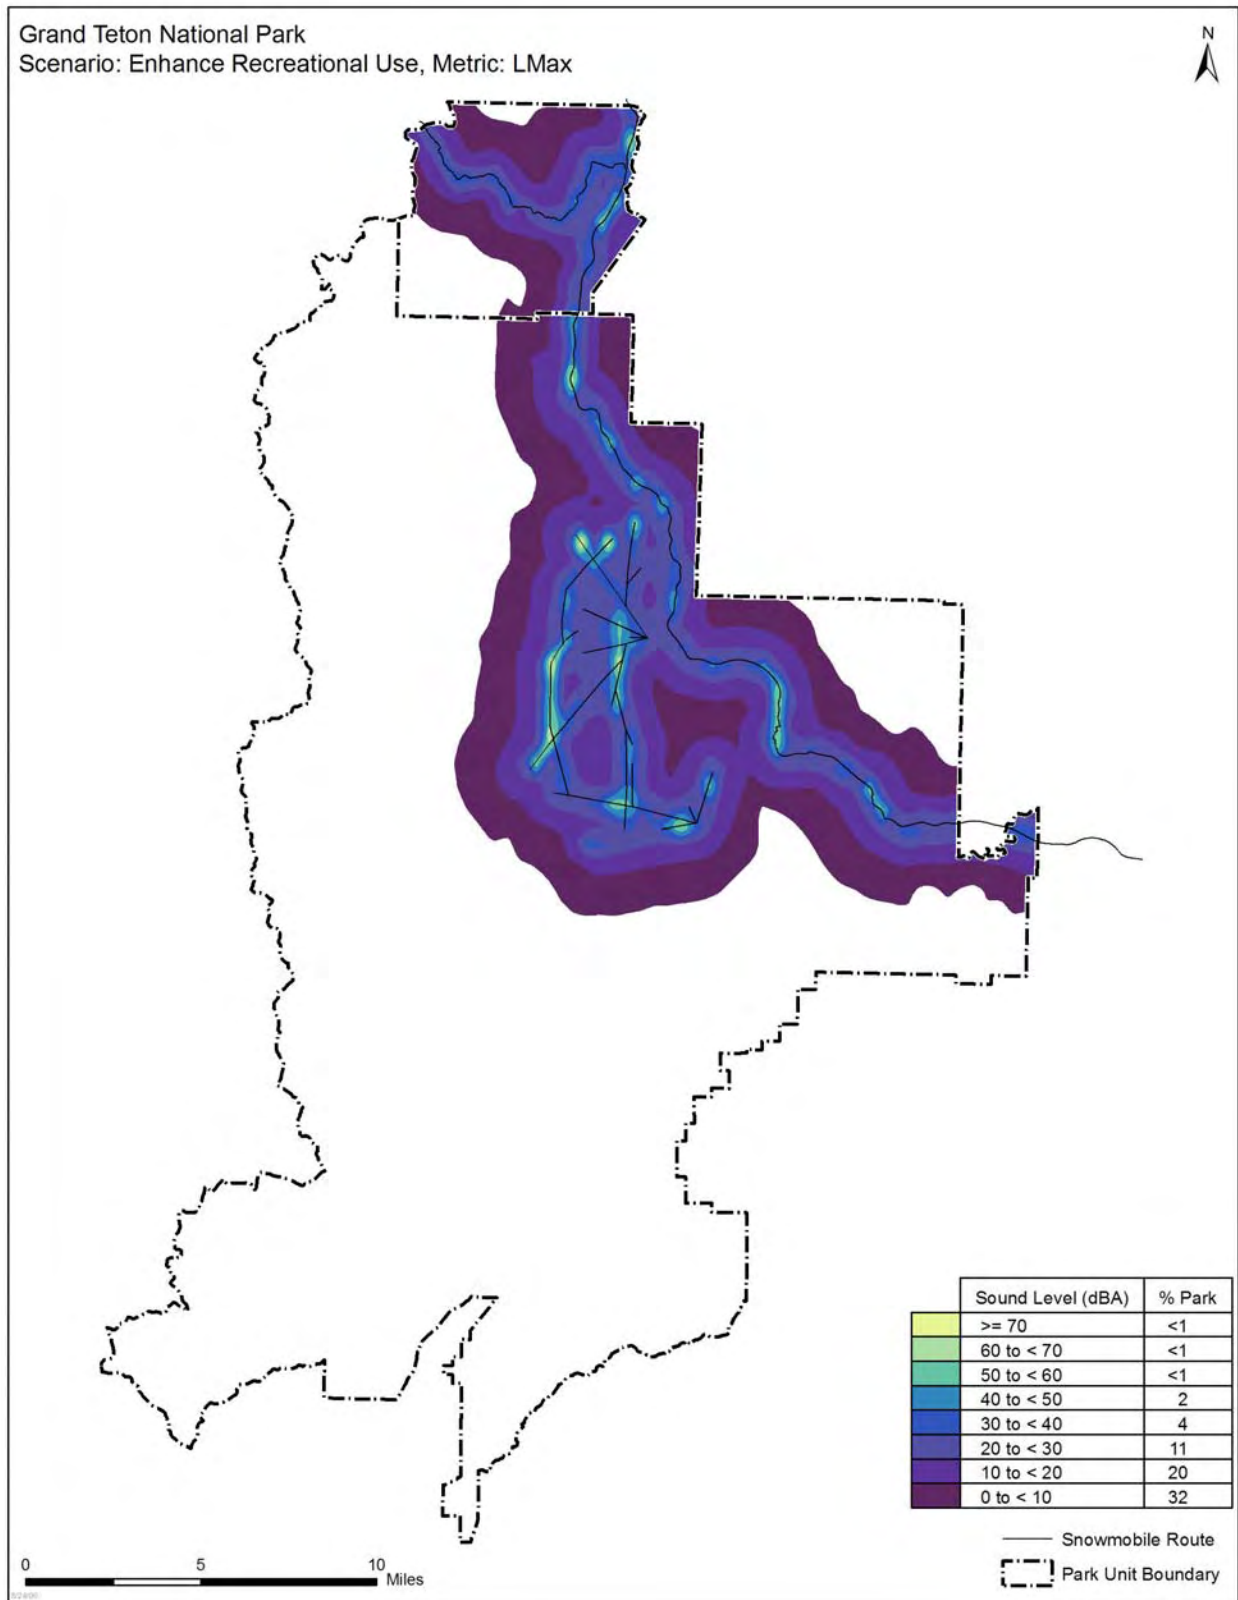 Grand Teton National Park
Scenario: Enhance Recreational Use, Metric: LMax
N
Sound Level (dBA) % Park
>= 70 <1
60 to < 70 <1
50 to < 60 <1
40 to < 50 2
30 to < 40 4
20 to < 30 11
10 to < 20 20
0 to < 10 32
Snowmobile Route
Park Unit Boundary
0 5 10
Miles